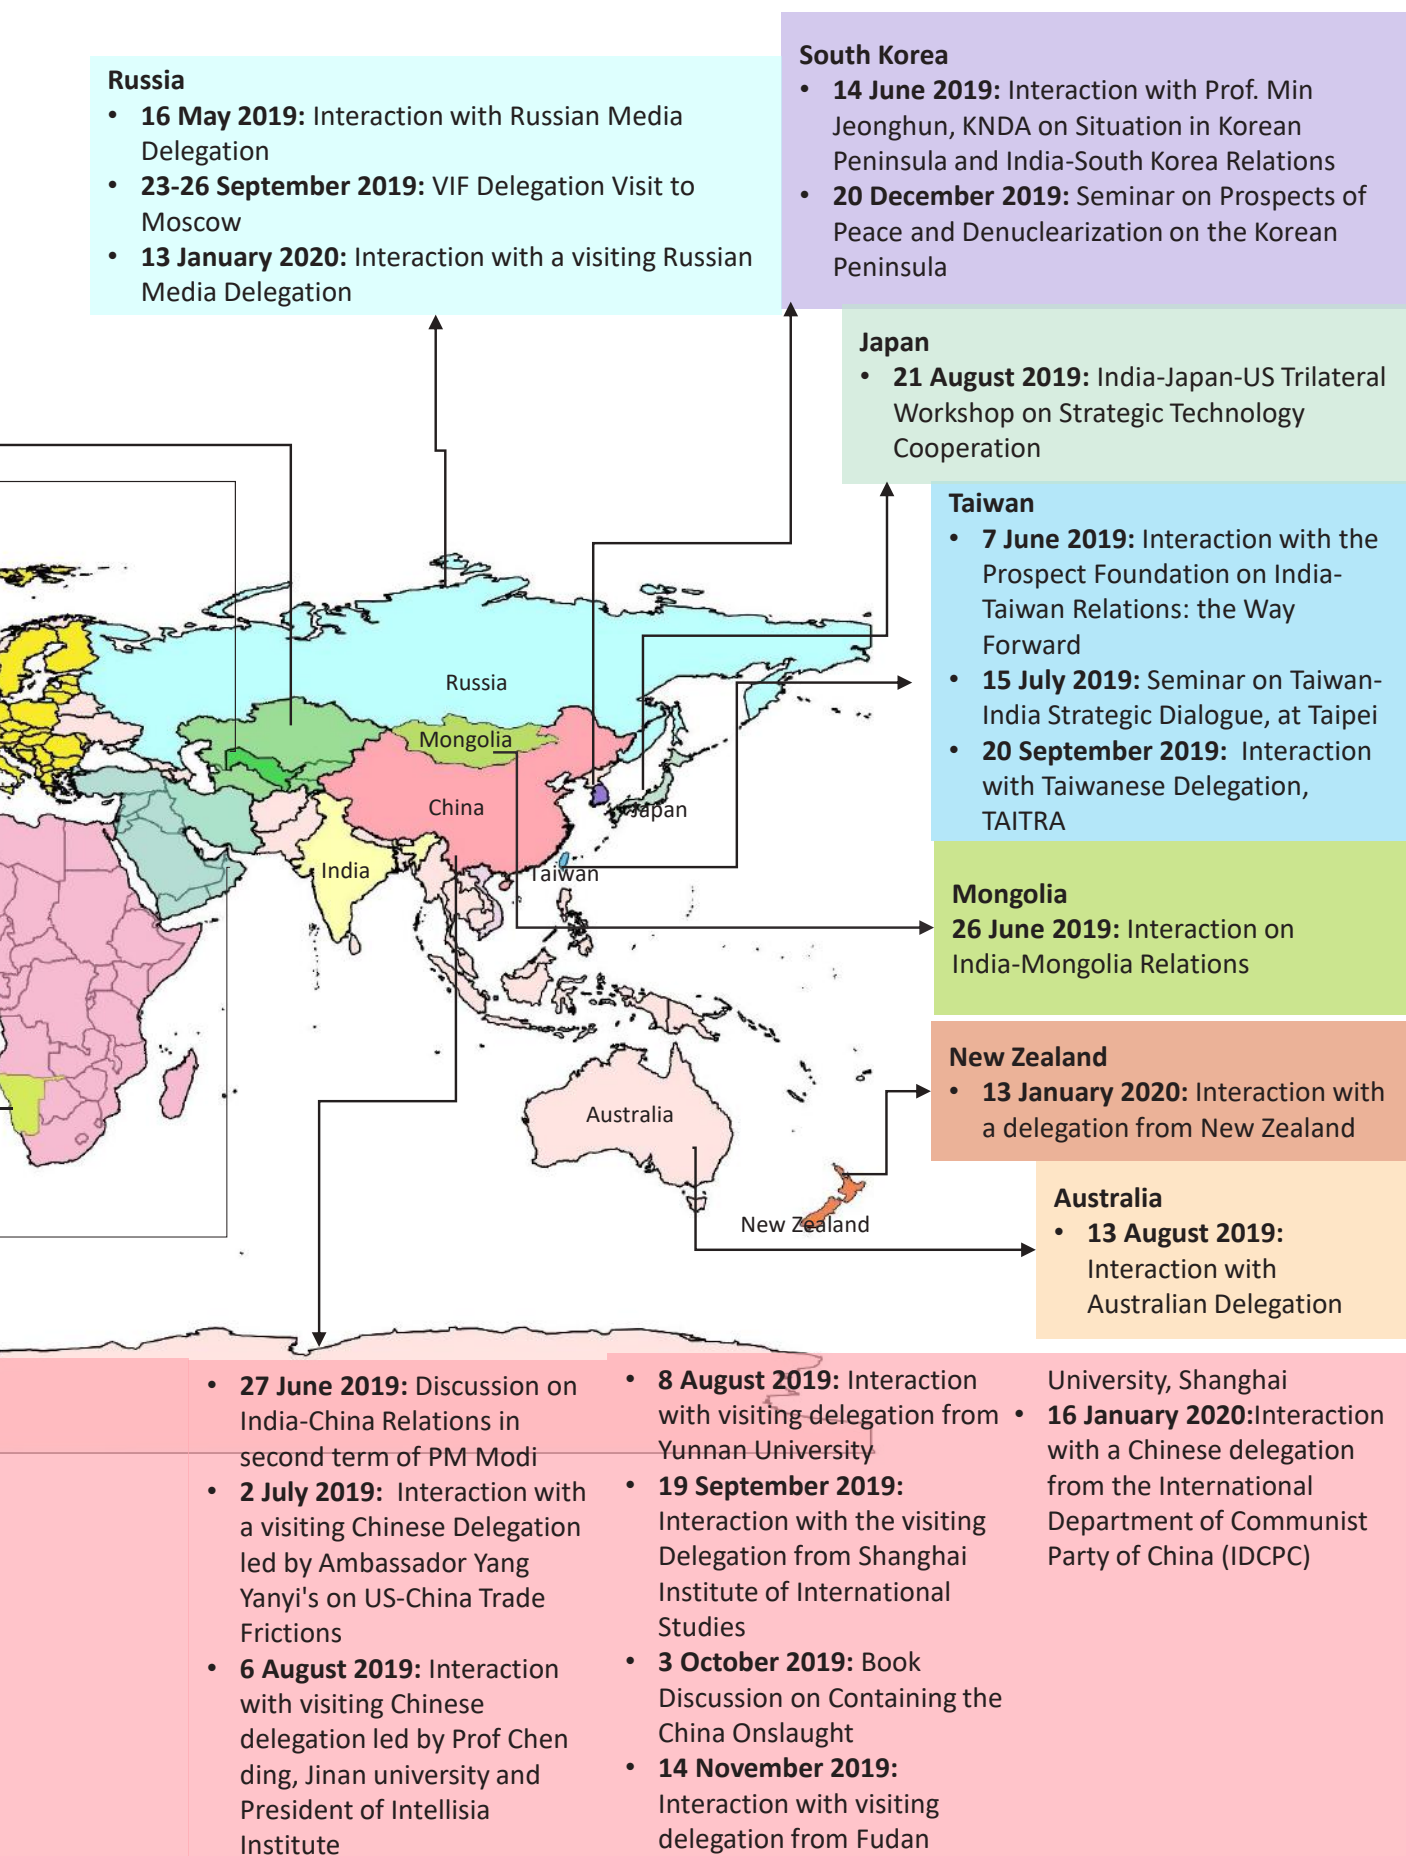 Russia
• 16 May 2019: Interaction with Russian Media
Delegation
• 23-26 September 2019: VIF Delegation Visit to
Moscow
• 13 January 2020: Interaction with a visiting Russian
Media Delegation
South Korea
• 14 June 2019: Interaction with Prof. Min
Jeonghun, KNDA on Situation in Korean
Peninsula and India-South Korea Relations
• 20 December 2019: Seminar on Prospects of
Peace and Denuclearization on the Korean
Peninsula
Japan
• 21 August 2019: India-Japan-US Trilateral
Workshop on Strategic Technology
Cooperation
Taiwan
• 7 June 2019: Interaction with the
Prospect Foundation on India-
Taiwan Relations: the Way
Forward
• 15 July 2019: Seminar on Taiwan-
India Strategic Dialogue, at Taipei
• 20 September 2019: Interaction
with Taiwanese Delegation,
TAITRA
Mongolia
26 June 2019: Interaction on
India-Mongolia Relations
New Zealand
• 13 January 2020: Interaction with
a delegation from New Zealand
Australia
• 13 August 2019:
Interaction with
Australian Delegation
Russia
Mongolia
China
Japan
India
Taiwan
Australia
New Zealand
• 27 June 2019: Discussion on
India-China Relations in
second term of PM Modi
• 2 July 2019: Interaction with
a visiting Chinese Delegation
led by Ambassador Yang
Yanyi's on US-China Trade
Frictions
• 6 August 2019: Interaction
with visiting Chinese
delegation led by Prof Chen
ding, Jinan university and
President of Intellisia
Institute
• 8 August 2019: Interaction
with visiting delegation from
Yunnan University
• 19 September 2019:
Interaction with the visiting
Delegation from Shanghai
Institute of International
Studies
• 3 October 2019: Book
Discussion on Containing the
China Onslaught
• 14 November 2019:
Interaction with visiting
delegation from Fudan
University, Shanghai
• 16 January 2020:Interaction
with a Chinese delegation
from the International
Department of Communist
Party of China (IDCPC)